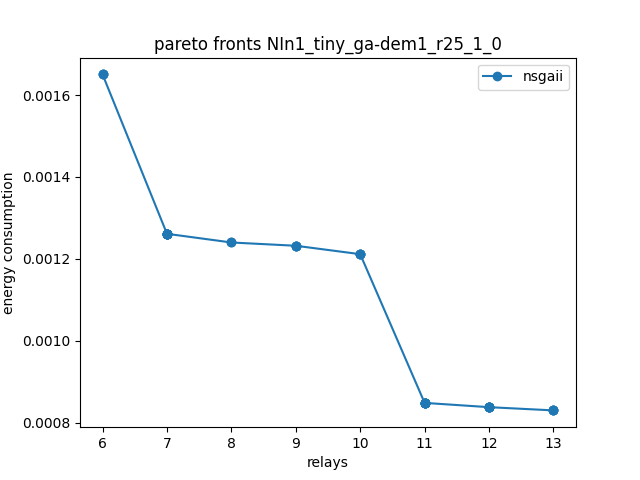 pareto fronts NIn1_tiny_ga-dem1_r25_1_0
nsgaii
energy consumption
0.0016
0.0014
0.0012
0.0010
0.0008
6 7 8 9 10 11 12 13
relays